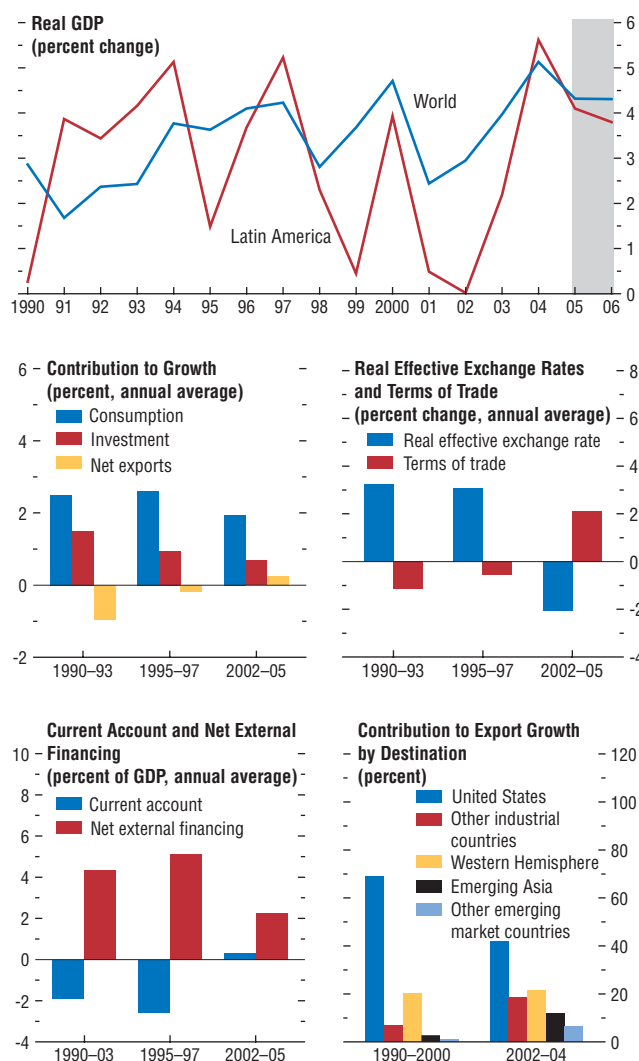 Real GDP
(percent change)
6
5
4
3
2
1
0
World
Latin America
1990 91 92 93 94 95 96 97 98 99 2000 01 02 03 04 05 06
Contribution to Growth
(percent, annual average)
Consumption
Investment
Net exports
6
4
2
0
-2
1990–93 1995–97 2002–05
Real Effective Exchange Rates
and Terms of Trade
(percent change, annual average)
Real effective exchange rate
Terms of trade
8
6
4
2
0
-2
-4
1990–93 1995–97 2002–05
Current Account and Net External
Financing
(percent of GDP, annual average)
Current account
Net external financing
10
8
6
4
2
0
-2
-4
1990–03 1995–97 2002–05
Contribution to Export Growth
by Destination
(percent)
United States
Other industrial
countries
Western Hemisphere
Emerging Asia
Other emerging
market countries
120
100
80
60
40
20
0
1990-2000 2002–04